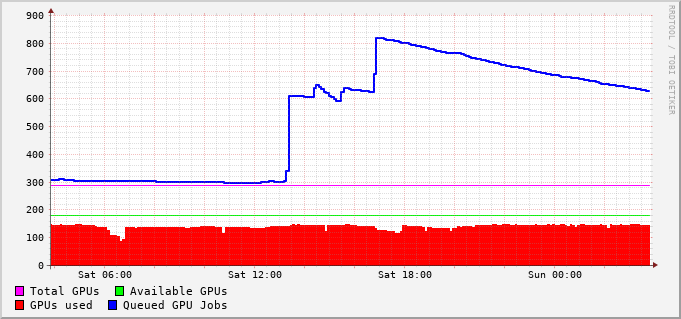 900
800
700
600
500
400
300
200
100
0
Sat 06:00 Sat 12:00 Sat 18:00 Sun 00:00
Total GPUs Available GPUs
GPUs used Queued GPU Jobs
RRDTOOL / TOBI OETIKER